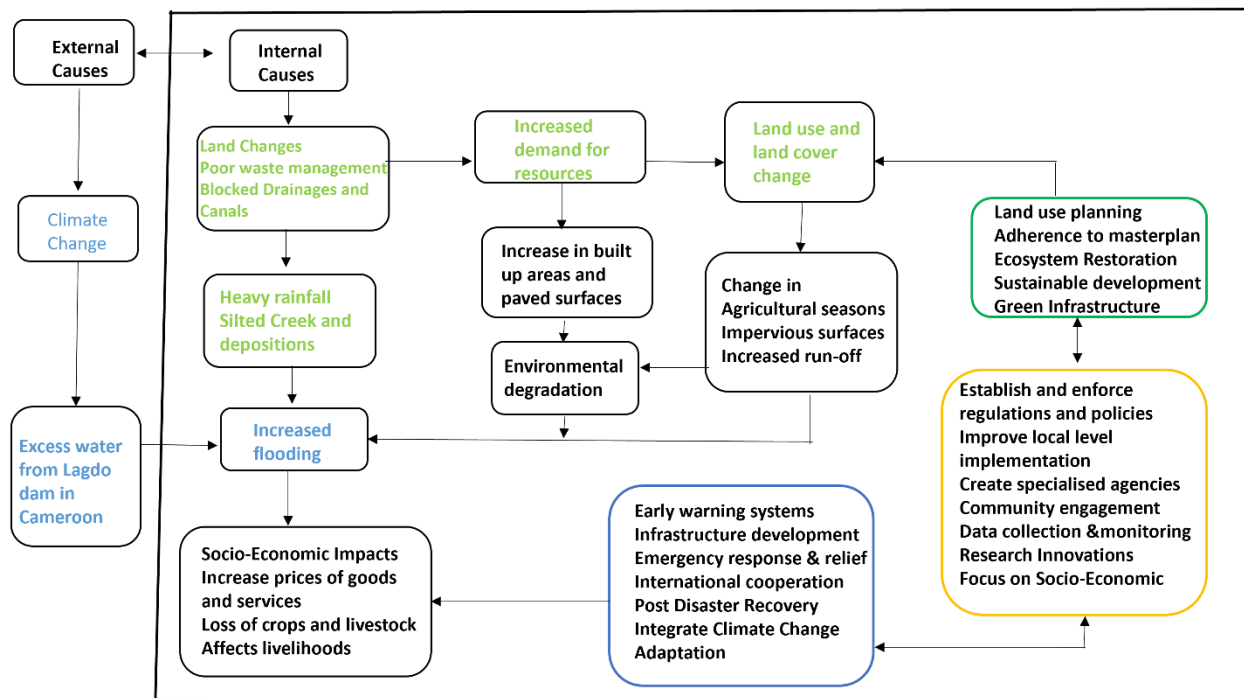 External
Causes
Internal
Causes
Land Changes
Poor waste management
Blocked Drainages and
Canals
Increased
demand for
resources
Land use and
land cover
change
Climate
Change
Land use planning
Adherence to masterplan
Ecosystem Restoration
Sustainable development
Green Infrastructure
Increase in built
up areas and
paved surfaces
Heavy rainfall
Silted Creek and
depositions
Change in
Agricultural seasons
Impervious surfaces
Increased run-off
Environmental
degradation
Establish and enforce
regulations and policies
Improve local level
implementation
Create specialised agencies
Community engagement
Data collection &monitoring
Research Innovations
Focus on Socio-Economic
Excess water
from Lagdo
dam in
Cameroon
Increased
flooding
Early warning systems
Infrastructure development
Emergency response & relief
International cooperation
Post Disaster Recovery
Integrate Climate Change
Adaptation
Socio-Economic Impacts
Increase prices of goods
and services
Loss of crops and livestock
Affects livelihoods